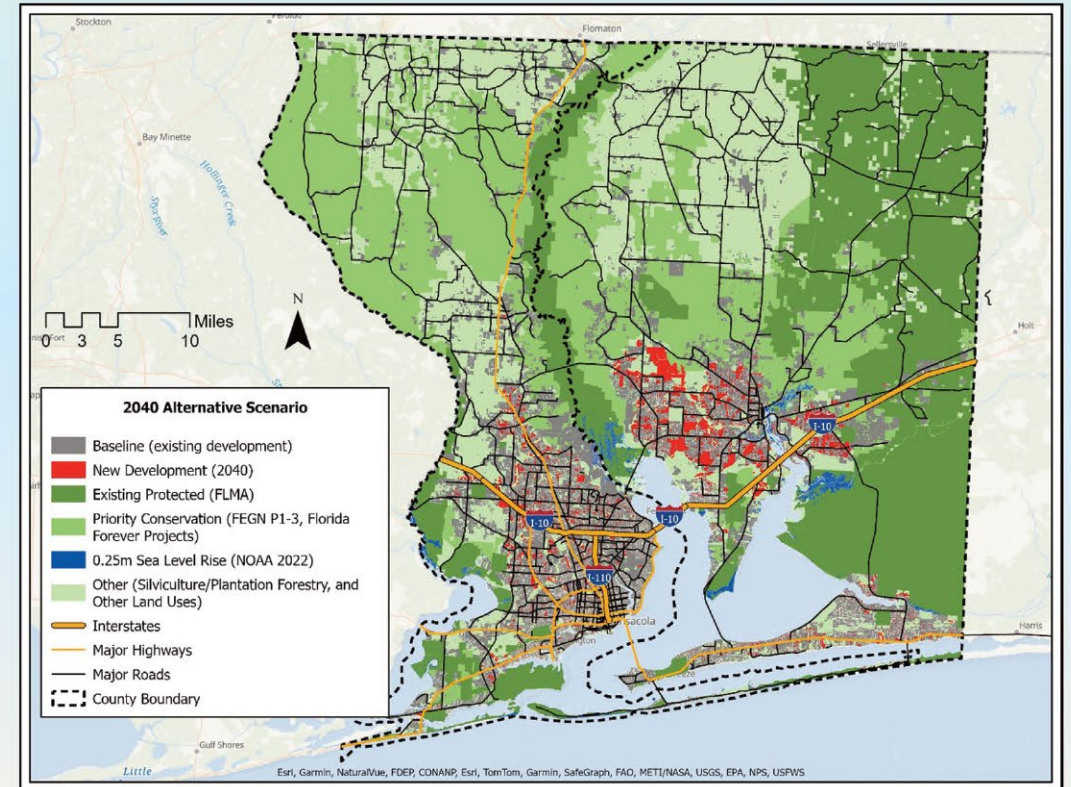 Stockton
Flomaton
Sellersville
Bay Minette
Hollinger Creek
Styx River
N
Miles
0 3 5 10
Holt
2040 Alternative Scenario
Baseline (existing development)
New Development (2040)
Existing Protected (FLMA)
Priority Conservation (FEGN P1-3, Florida
Forever Projects)
0.25m Sea Level Rise (NOAA 2022)
Other (Silviculture/Plantation Forestry, and
Other Land Uses)
Interstates
Major Highways
Major Roads
County Boundary
I-10
I-10
I-10
I-110
Harris
Gulf Shores
Little
Esri, Garmin, NaturalVue, FDEP, CONANP, Esri, TomTom, Garmin, SafeGraph, FAO, METI/NASA, USGS, EPA, NPS, USFWS